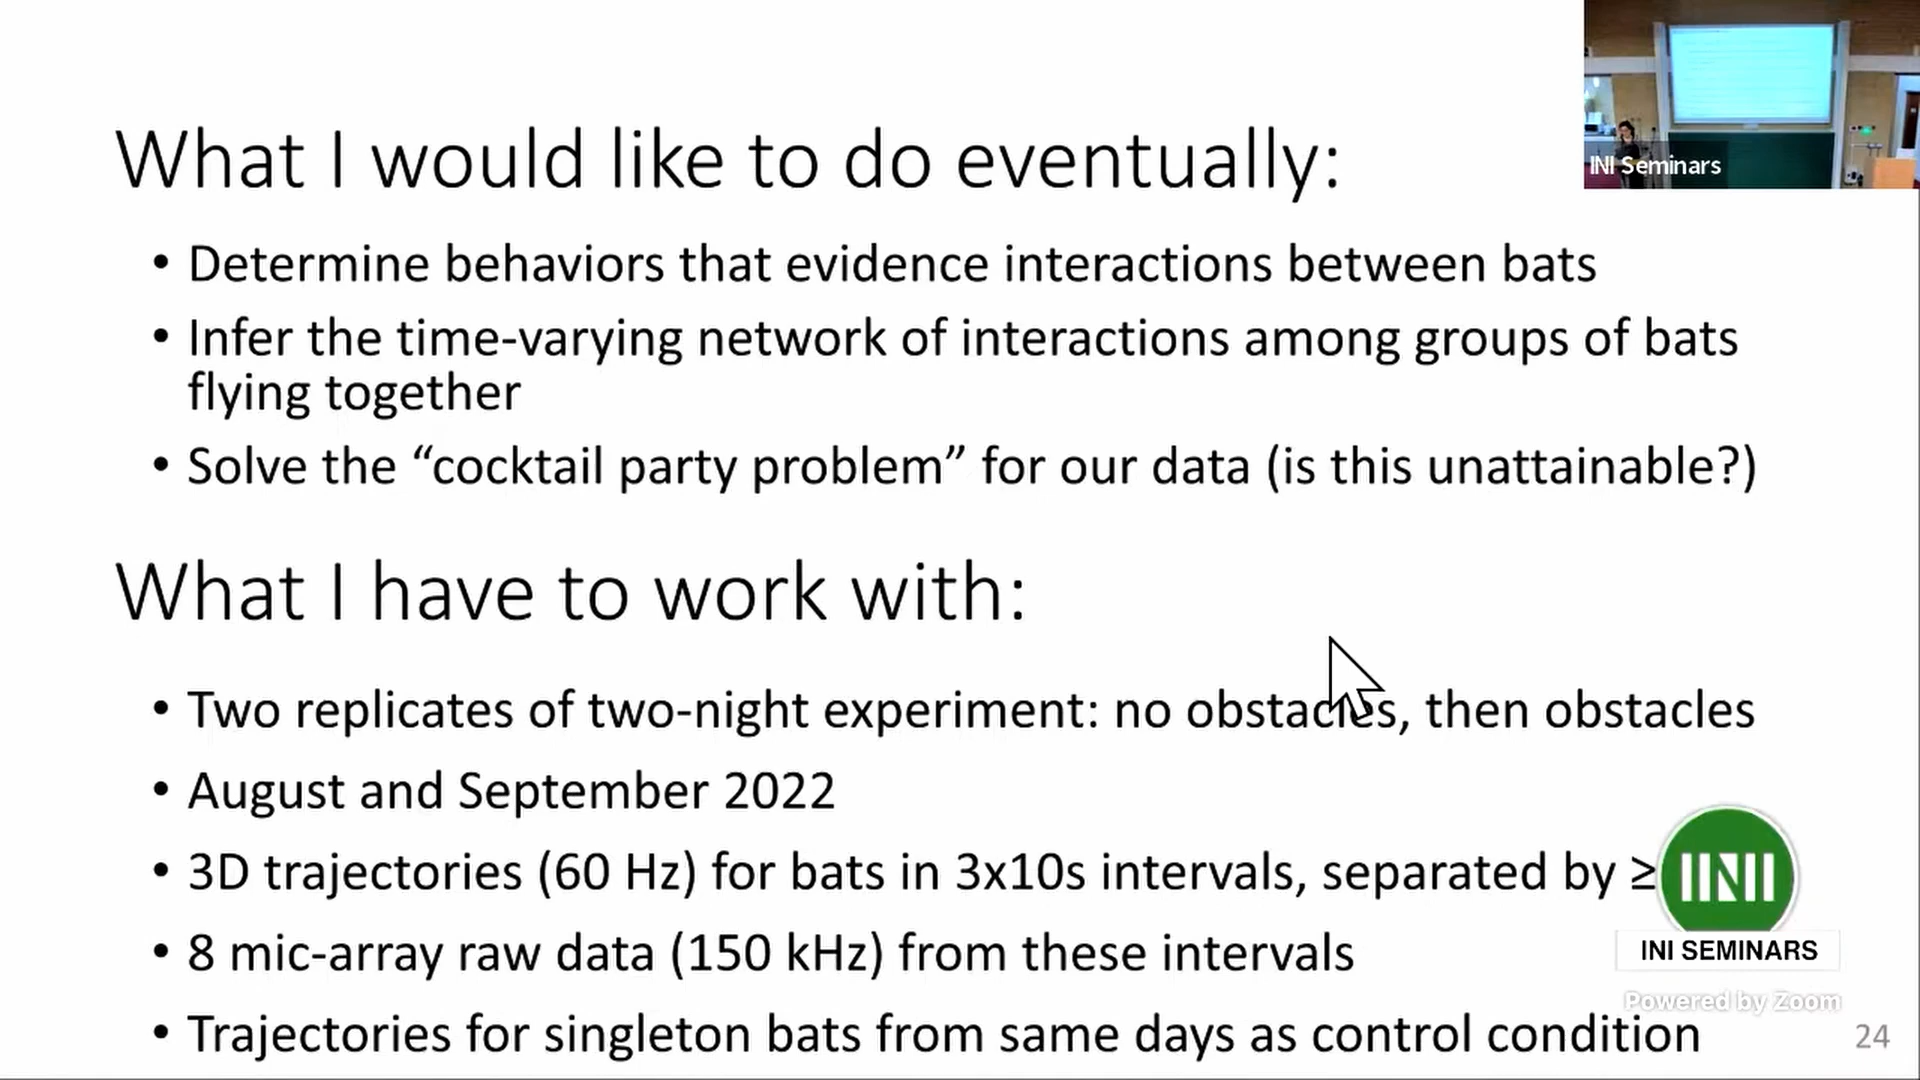 What I would like to do eventually:
INI Seminars
• Determine behaviors that evidence interactions between bats
• Infer the time-varying network of interactions among groups of bats
flying together
• Solve the “cocktail party problem” for our data (is this unattainable?)
What I have to work with:
• Two replicates of two-night experiment: no obstacles, then obstacles
• August and September 2022
• 3D trajectories (60 Hz) for bats in 3x10s intervals, separated by ≥
INI
• 8 mic-array raw data (150 kHz) from these intervals
INI SEMINARS
Powered by Zoom
• Trajectories for singleton bats from same days as control condition
24